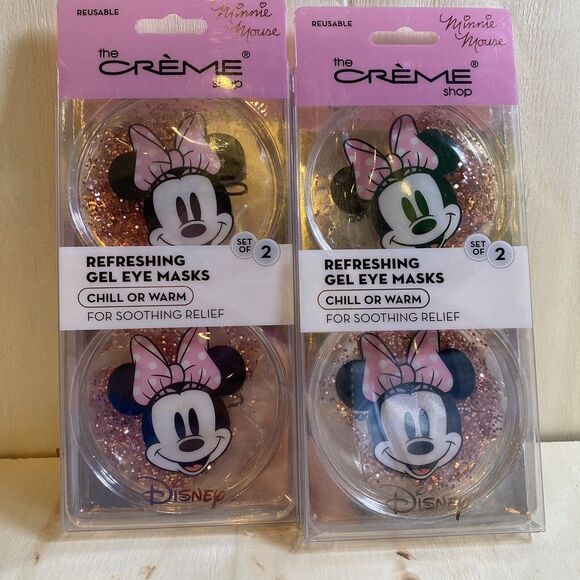 REUSABLE
Minnie
Mouse
the
CRÈME®
shop
REFRESHING
GEL EYE MASKS
SET OF 2
CHILL OR WARM
FOR SOOTHING RELIEF
DISNEY
REUSABLE
Minnie
Mouse
the
CRÈME®
shop
REFRESHING
GEL EYE MASKS
SET OF 2
CHILL OR WARM
FOR SOOTHING RELIEF
DISNEY